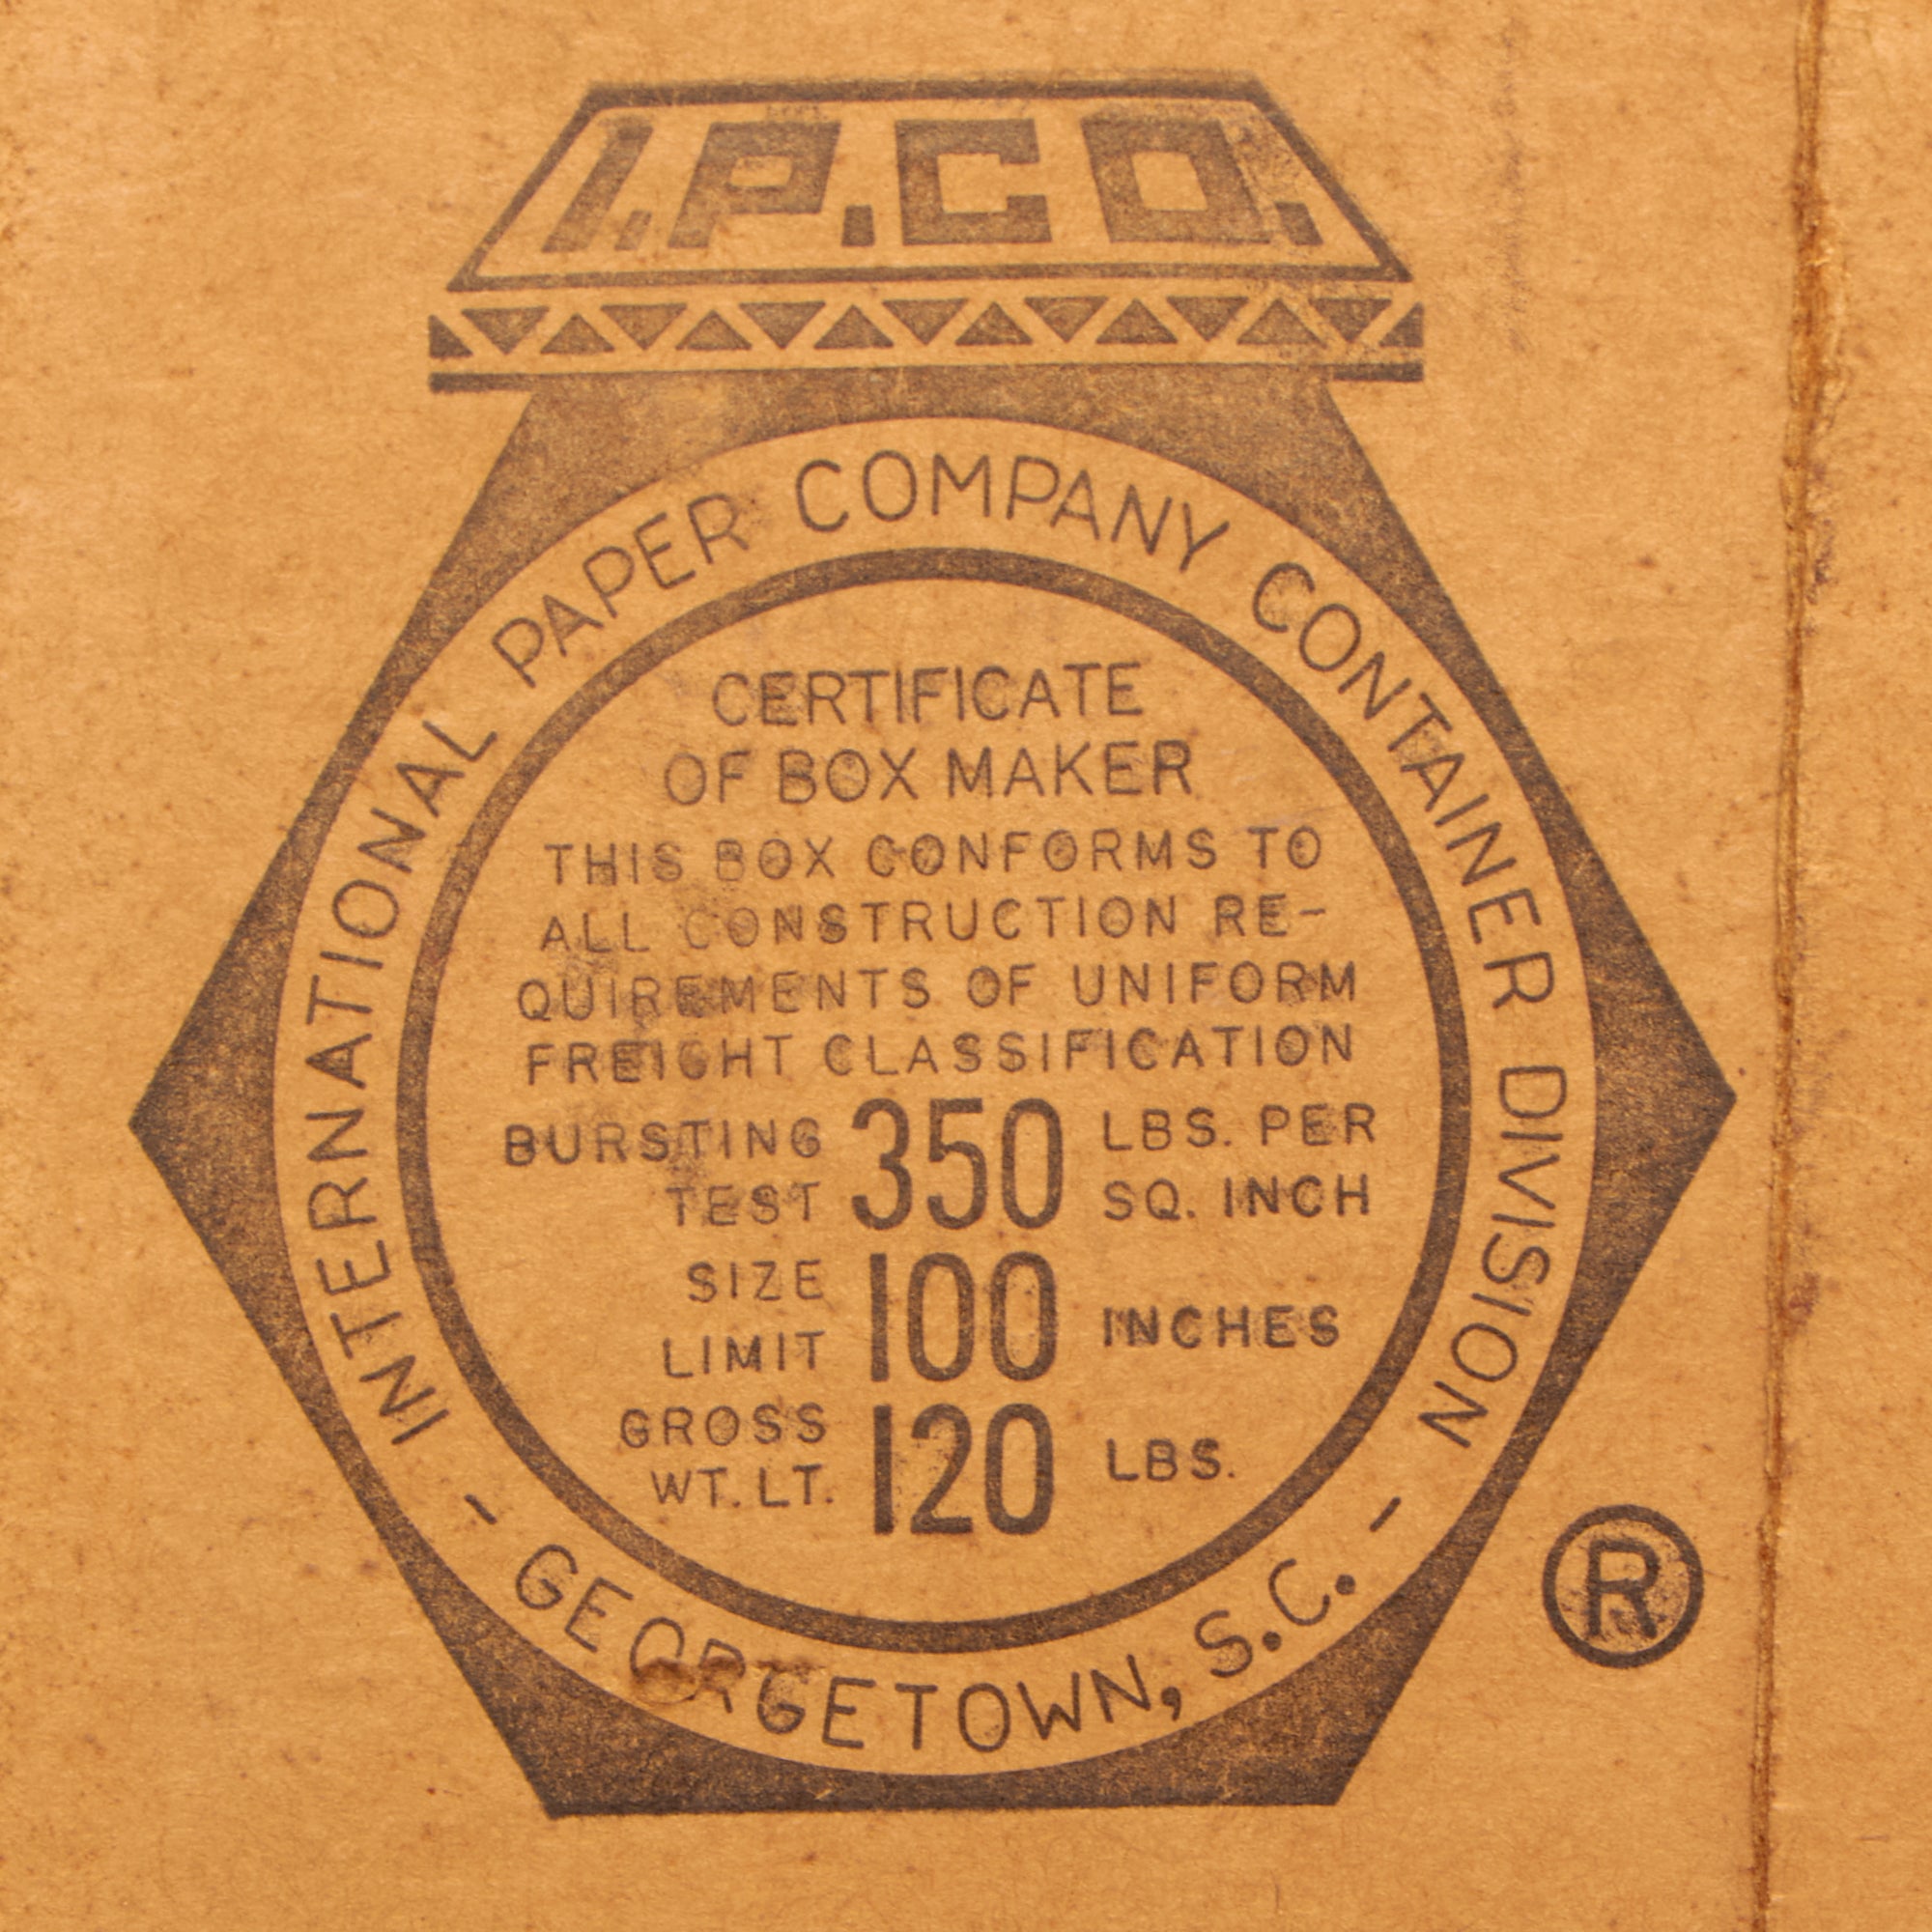 I.P.CO.
INTERNATIONAL PAPER COMPANY CONTAINER DIVISION
CERTIFICATE
OF BOX MAKER
THIS BOX CONFORMS TO
ALL CONSTRUCTION RE-
QUIREMENTS OF UNIFORM
FREIGHT CLASSIFICATION
BURSTING TEST 350 LBS. PER SQ. INCH
SIZE LIMIT 100 INCHES
GROSS WT. LT. 120 LBS.
- GEORGETOWN, S.C. -
®